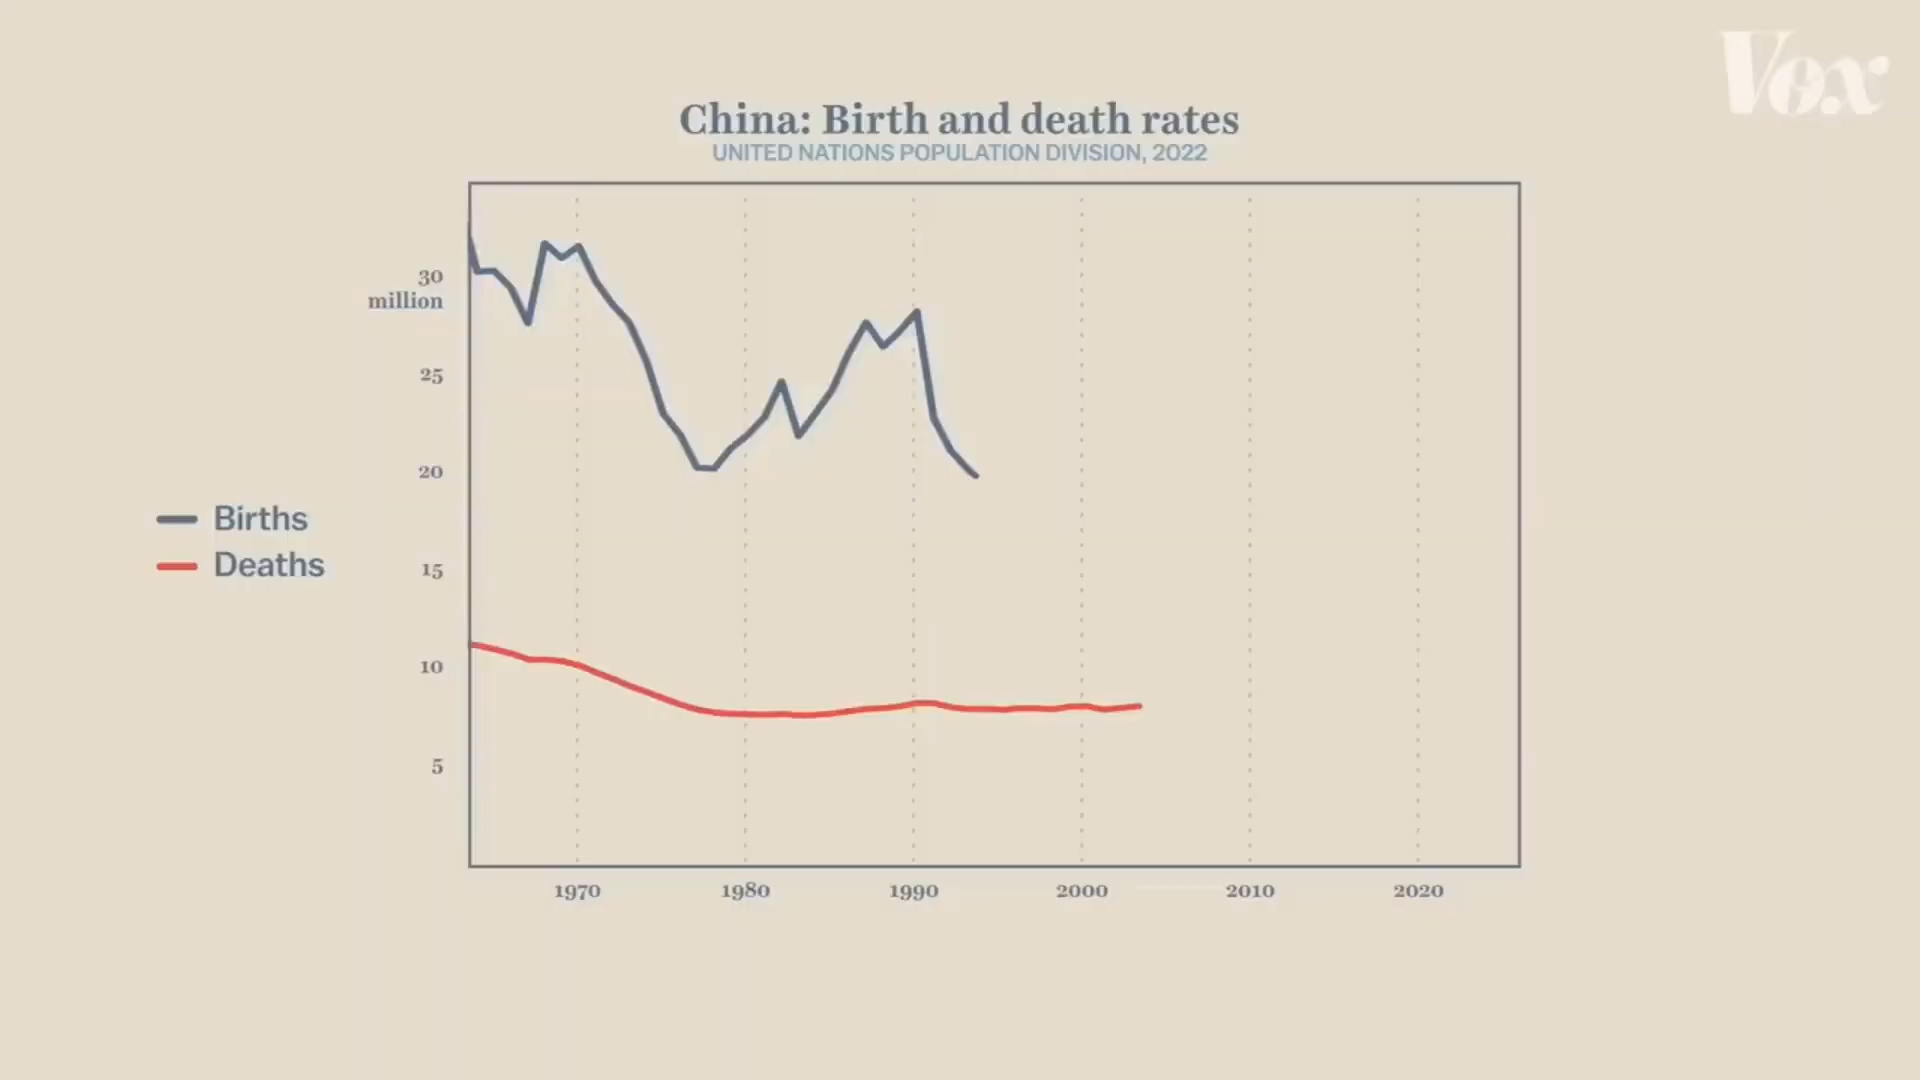 Vox
China: Birth and death rates
UNITED NATIONS POPULATION DIVISION, 2022
30
million
25
20
15
10
5
Births
Deaths
1970 1980 1990 2000 2010 2020